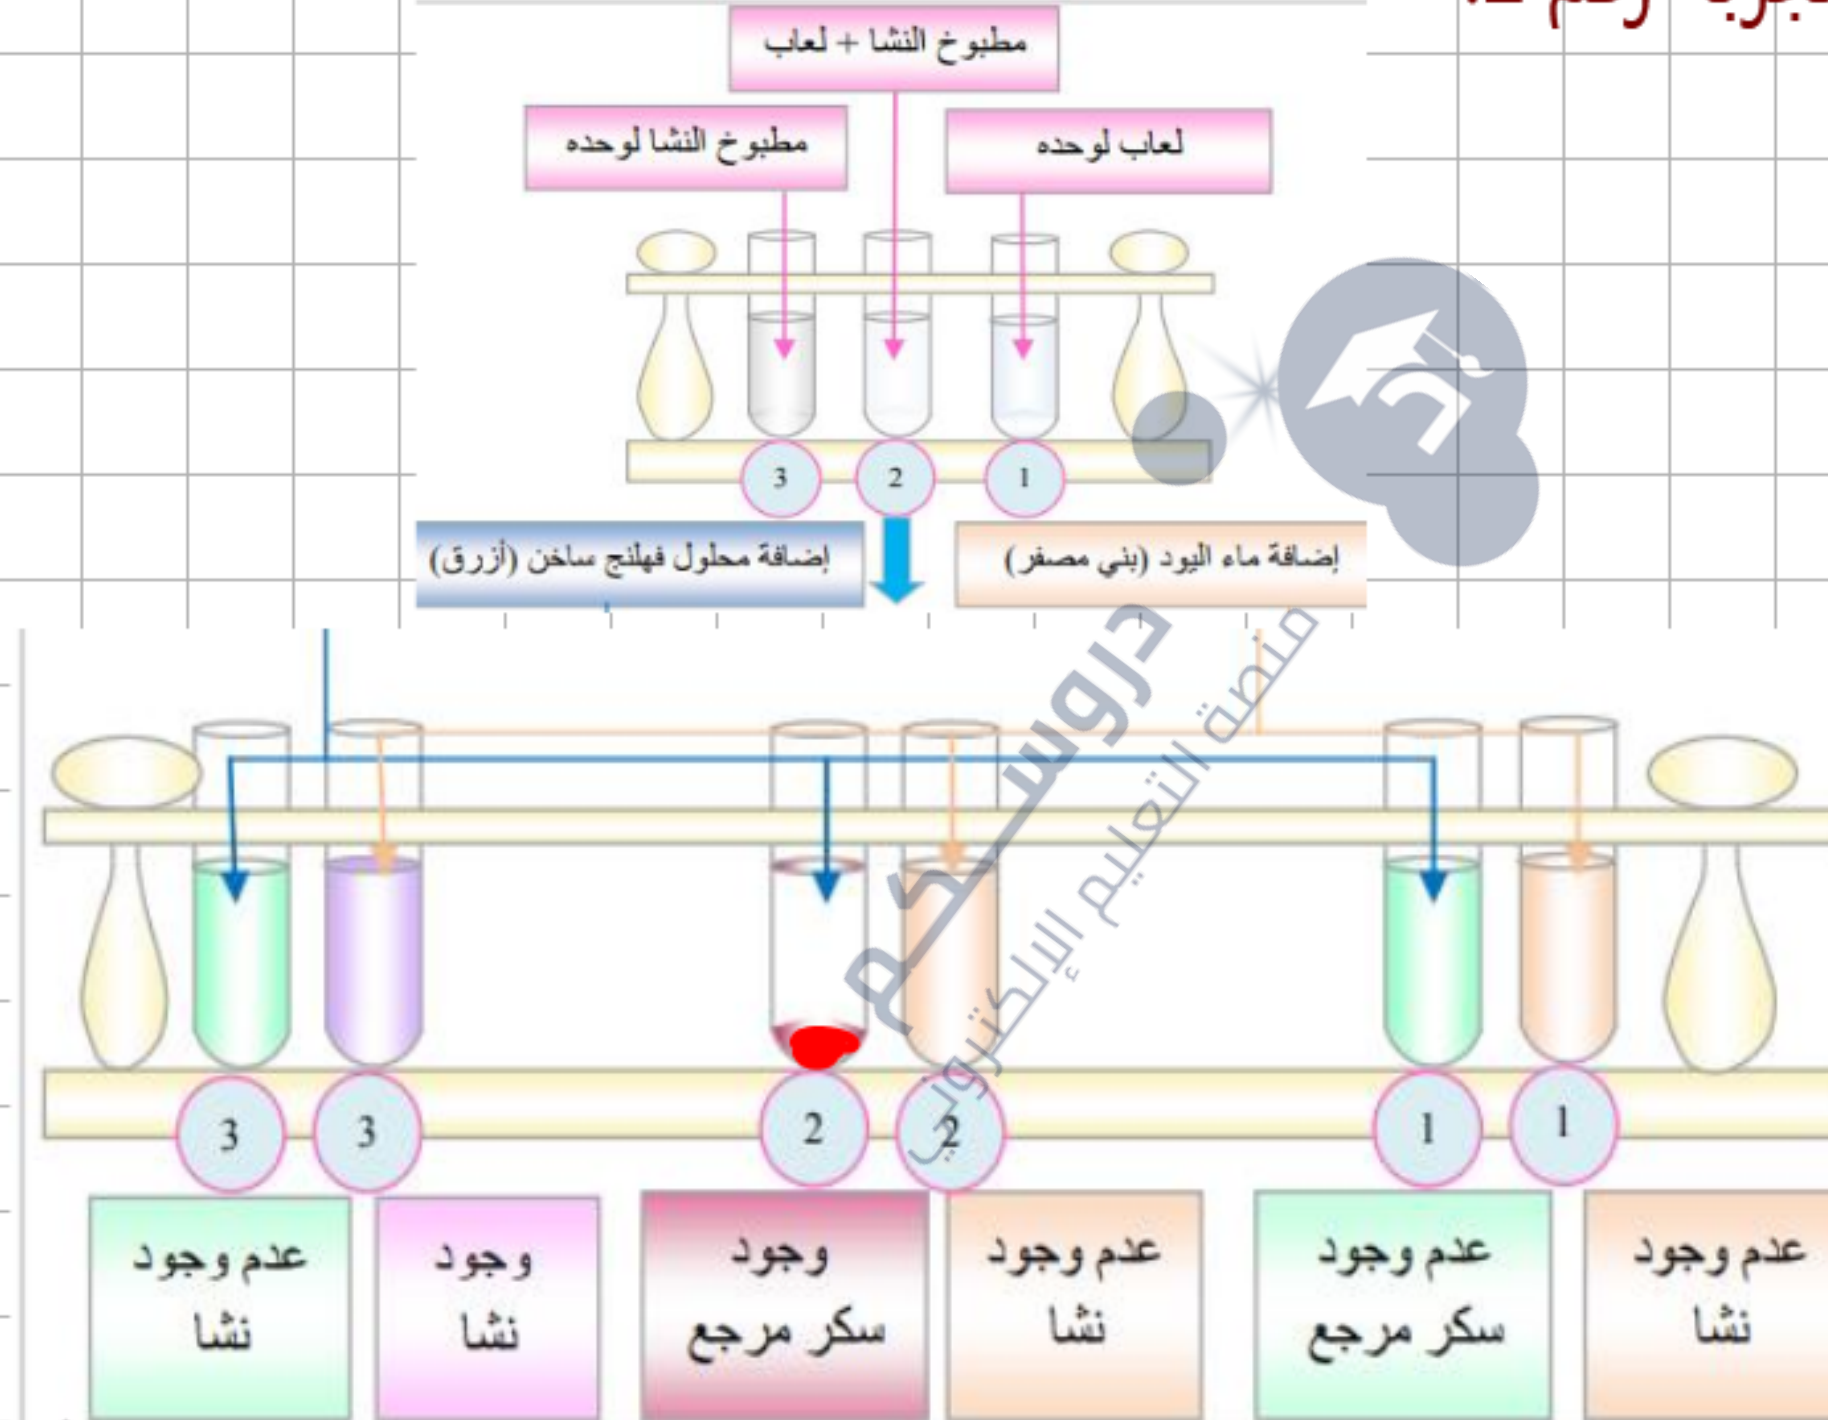 مطبوخ النشا + لعاب
لعاب لوحده
مطبوخ النشا لوحده
1
2
3
إضافة ماء اليود (بني مصفر)
إضافة محلول فهلنج ساخن (أزرق)
دروسكم
منصة التعليم الإلكتروني
1
1
2
2
3
3
عدم وجود
نشا
عدم وجود
سكر مرجع
عدم وجود
نشا
وجود
سكر مرجع
وجود
نشا
عدم وجود
نشا